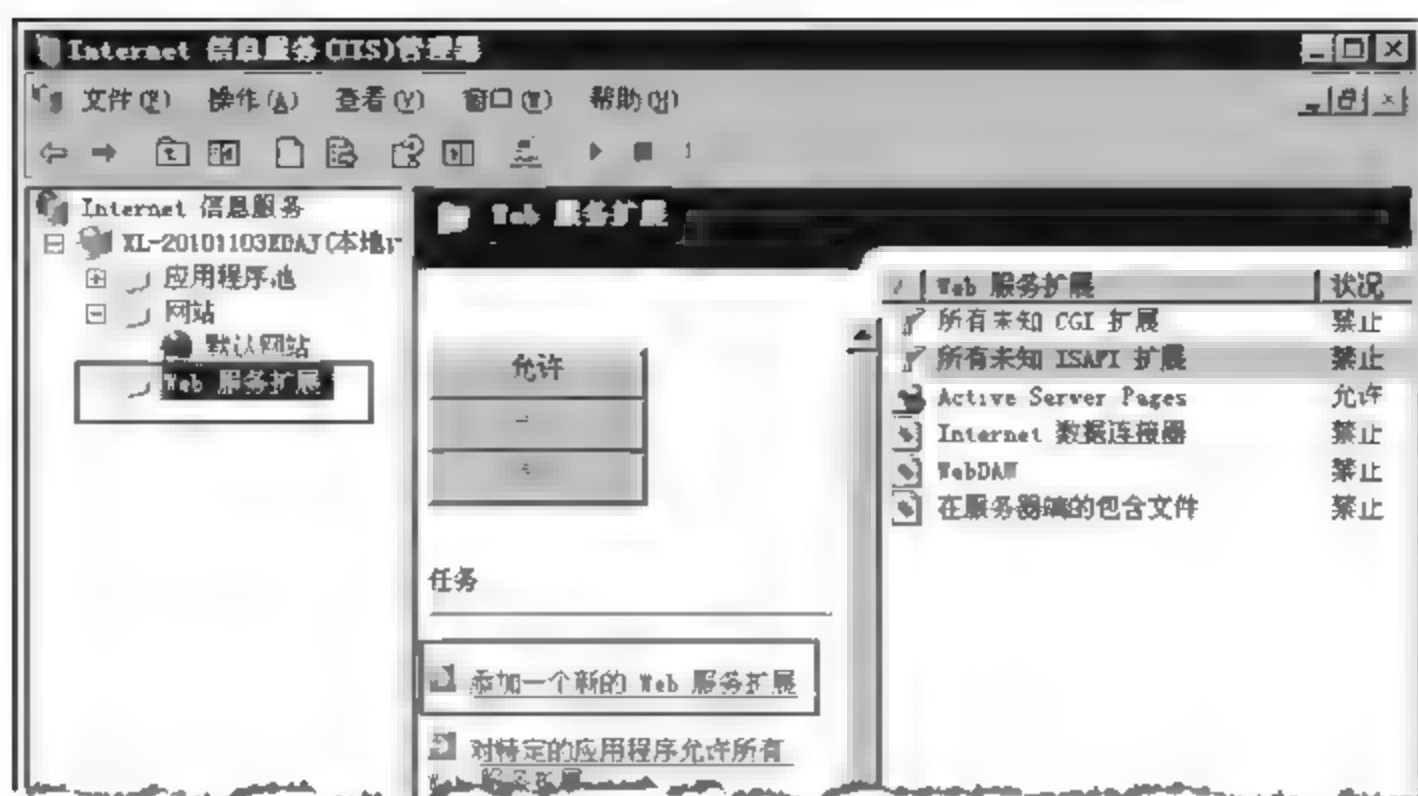 Internet 信息服务(IIS)管理器
文件(F) 操作(A) 查看(V) 窗口(W) 帮助(H)
Internet 信息服务
XL-20101103XDAJ(本地
应用程序池
网站
默认网站
Web 服务扩展
Web 服务扩展
允许
任务
添加一个新的 Web 服务扩展
对特定的应用程序允许所有
Web 服务扩展
Web 服务扩展 状况
所有未知 CGI 扩展 禁止
所有未知 ISAPI 扩展 禁止
Active Server Pages 允许
Internet 数据连接器 禁止
WebDAV 禁止
在服务器端的包含文件 禁止